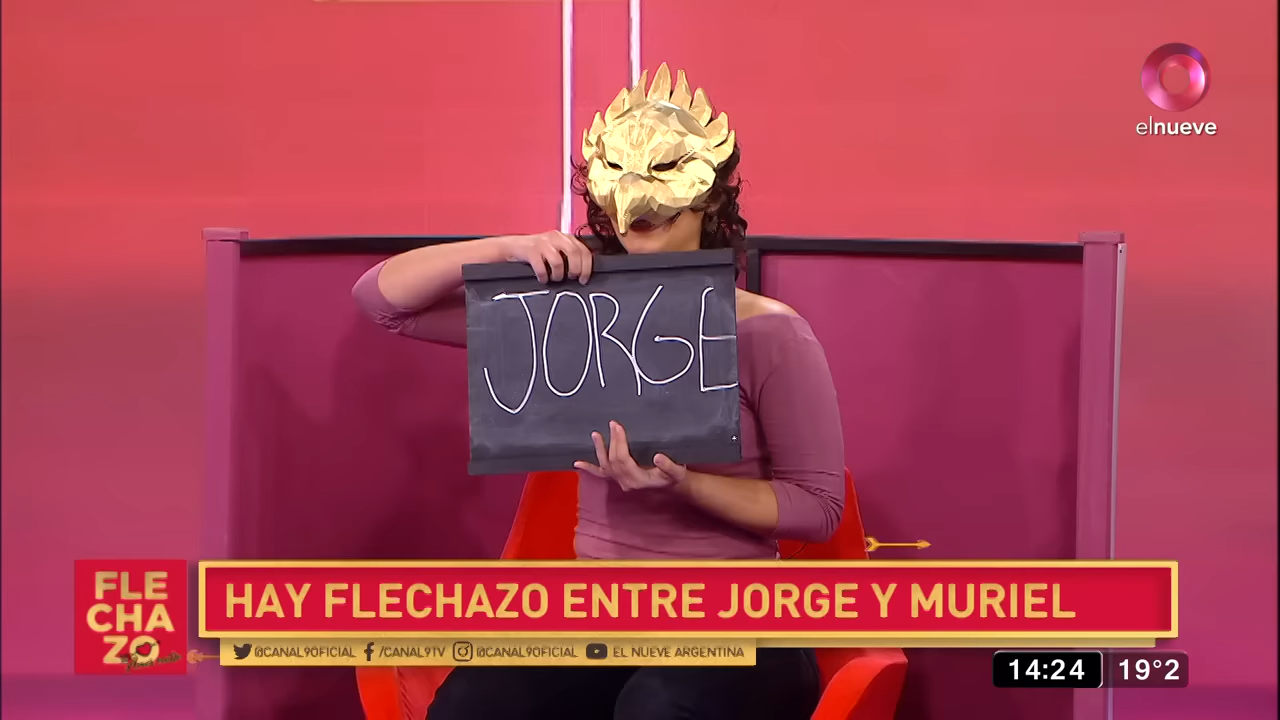 elnueve
JORGE
FLE
CHA
ZO
HAY FLECHAZO ENTRE JORGE Y MURIEL
@CANAL9OFICIAL /CANAL9TV @CANAL9OFICIAL EL NUEVE ARGENTINA
14:24 19°2